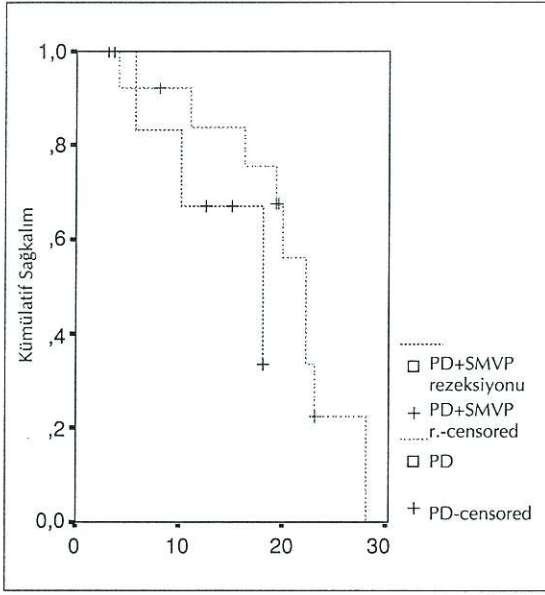 1,0
,8
,6
,4
,2
0,0
Kümülatif Sağkalım
0
10
20
30
PD+SMVP
rezeksiyonu
PD+SMVP
r.-censored
PD
PD-censored